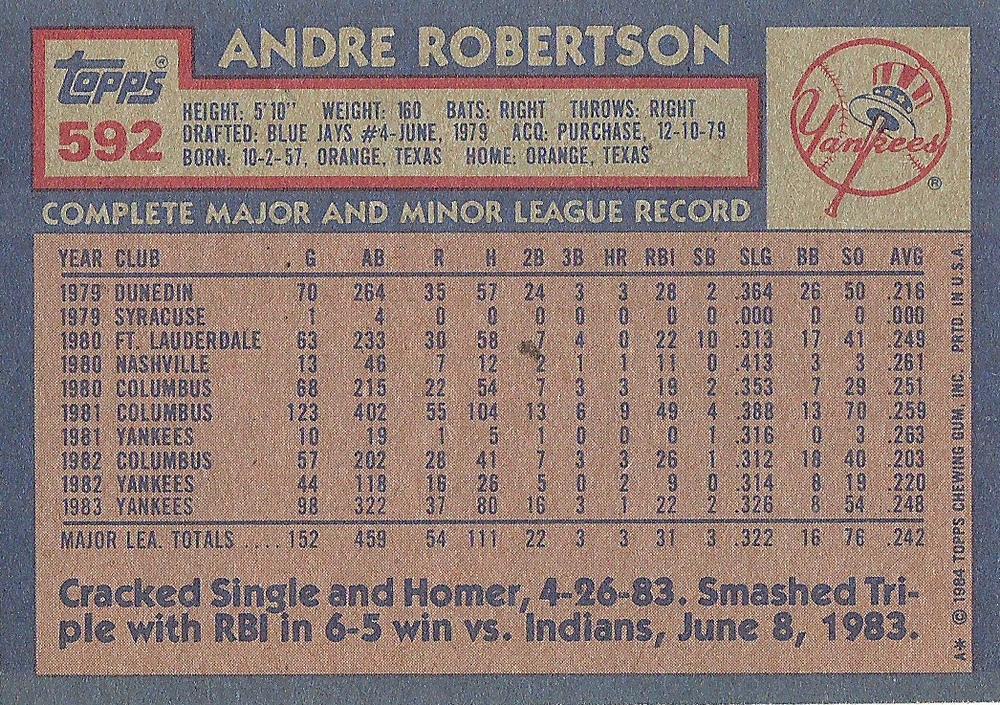 ANDRE ROBERTSON
Topps®
592
HEIGHT: 5'10" WEIGHT: 160 BATS: RIGHT THROWS: RIGHT
DRAFTED: BLUE JAYS #4-JUNE, 1979 ACQ: PURCHASE, 12-10-79
BORN: 10-2-57, ORANGE, TEXAS HOME: ORANGE, TEXAS
Yankees
®
COMPLETE MAJOR AND MINOR LEAGUE RECORD
YEAR CLUB G AB R H 2B 3B HR RBI SB SLG BB SO AVG
1979 DUNEDIN 70 264 35 57 24 3 3 28 2 .364 26 50 .216
1979 SYRACUSE 1 4 0 0 0 0 0 0 0 .000 0 0 .000
1980 FT. LAUDERDALE 63 233 30 58 7 4 0 22 10 .313 17 41 .249
1980 NASHVILLE 13 46 7 12 2 1 1 11 0 .413 3 3 .261
1980 COLUMBUS 68 215 22 54 7 3 3 19 2 .353 7 29 .251
1981 COLUMBUS 123 402 55 104 13 6 9 49 4 .388 13 70 .259
1981 YANKEES 10 19 1 5 1 0 0 0 1 .316 0 3 .263
1982 COLUMBUS 57 202 28 41 7 3 3 26 1 .312 18 40 .203
1982 YANKEES 44 118 16 26 5 0 2 9 0 .314 8 19 .220
1983 YANKEES 98 322 37 80 16 3 1 22 2 .326 8 54 .248
MAJOR LEA. TOTALS .... 152 459 54 111 22 3 3 31 3 .322 16 76 .242
Cracked Single and Homer, 4-26-83. Smashed Tri-
ple with RBI in 6-5 win vs. Indians, June 8, 1983.
A* ©1984 TOPPS CHEWING GUM, INC. PRTD. IN U.S.A.